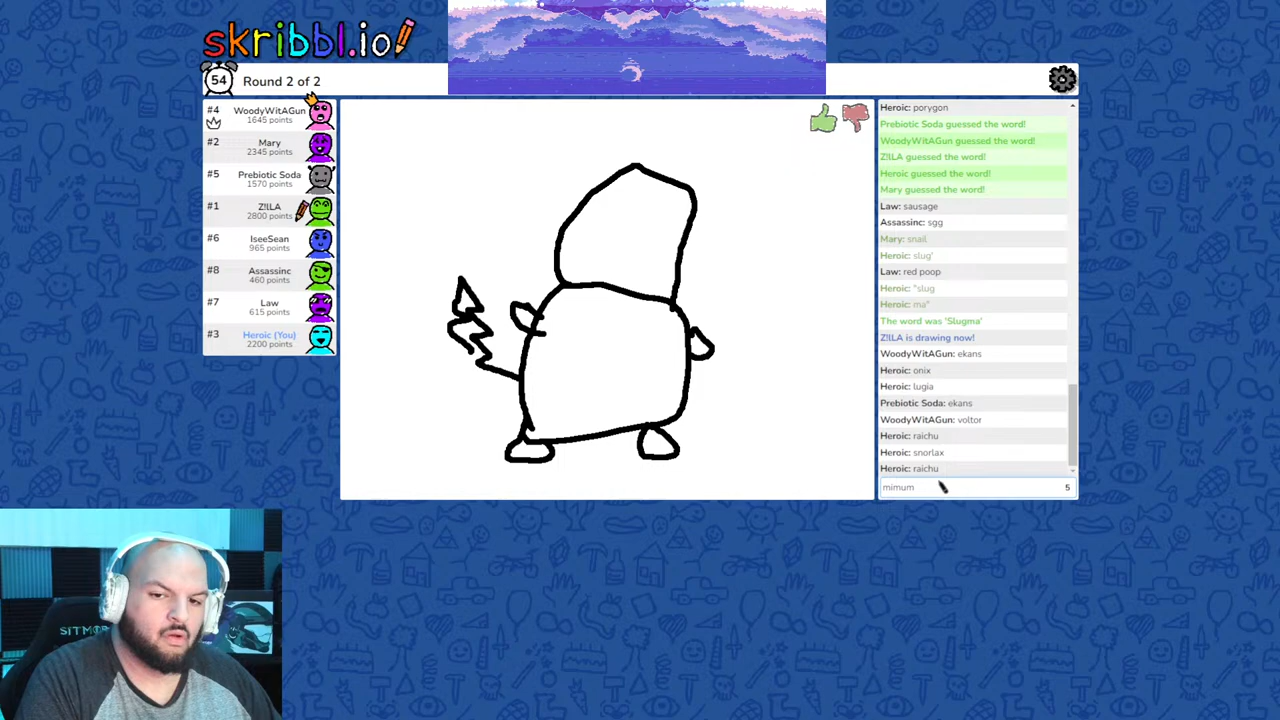 skribbl.io
54
Round 2 of 2
#4 WoodyWitAGun
1645 points
#2 Mary
2345 points
#5 Prebiotic Soda
1570 points
#1 Z!LA
2800 points
#6 IseeSean
965 points
#8 Assassinc
460 points
#7 Law
615 points
#3 Heroic (You)
2200 points
Heroic: porygon
Prebiotic Soda guessed the word!
WoodyWitAGun guessed the word!
Z!LA guessed the word!
Heroic guessed the word!
Mary guessed the word!
Law: sausage
Assassinc: sgg
Mary: snail
Heroic: slug'
Law: red poop
Heroic: "slug
Heroic: ma"
The word was 'Slugma'
Z!LA is drawing now!
WoodyWitAGun: ekans
Heroic: onix
Heroic: lugia
Prebiotic Soda: ekans
WoodyWitAGun: voltor
Heroic: raichu
Heroic: snorlax
Heroic: raichu
mimum 5